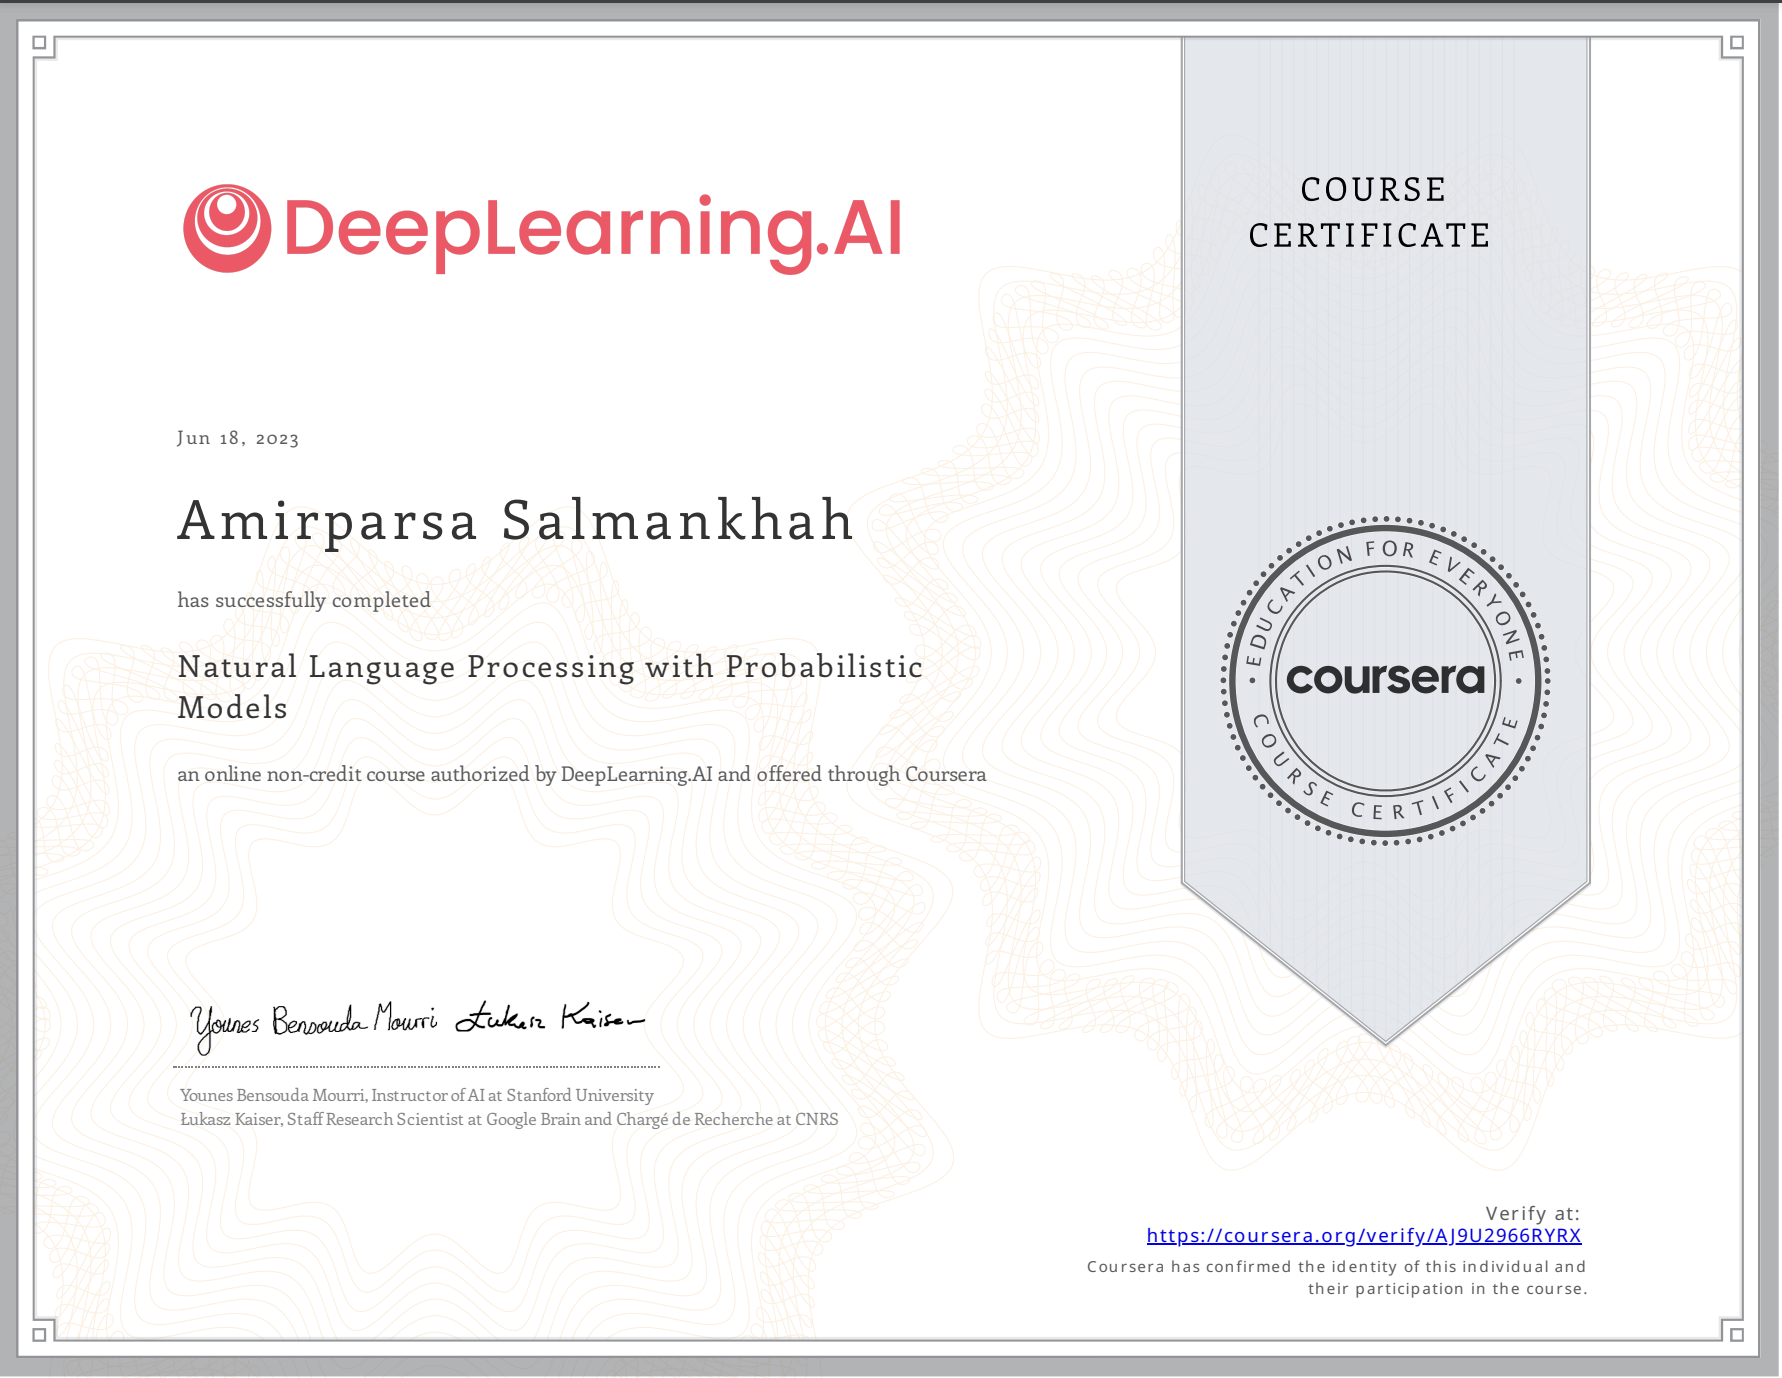 DeepLearning.AI
COURSE
CERTIFICATE
Jun 18, 2023
Amirparsa Salmankhah
has successfully completed
Natural Language Processing with Probabilistic
Models
an online non-credit course authorized by DeepLearning.AI and offered through Coursera
EDUCATION FOR EVERYONE
coursera
COURSE CERTIFICATE
Younes Bensouda Mourri Łukasz Kaiser
Younes Bensouda Mourri, Instructor of AI at Stanford University
Łukasz Kaiser, Staff Research Scientist at Google Brain and Chargé de Recherche at CNRS
Verify at:
https://coursera.org/verify/AJ9U2966RYRX
Coursera has confirmed the identity of this individual and
their participation in the course.